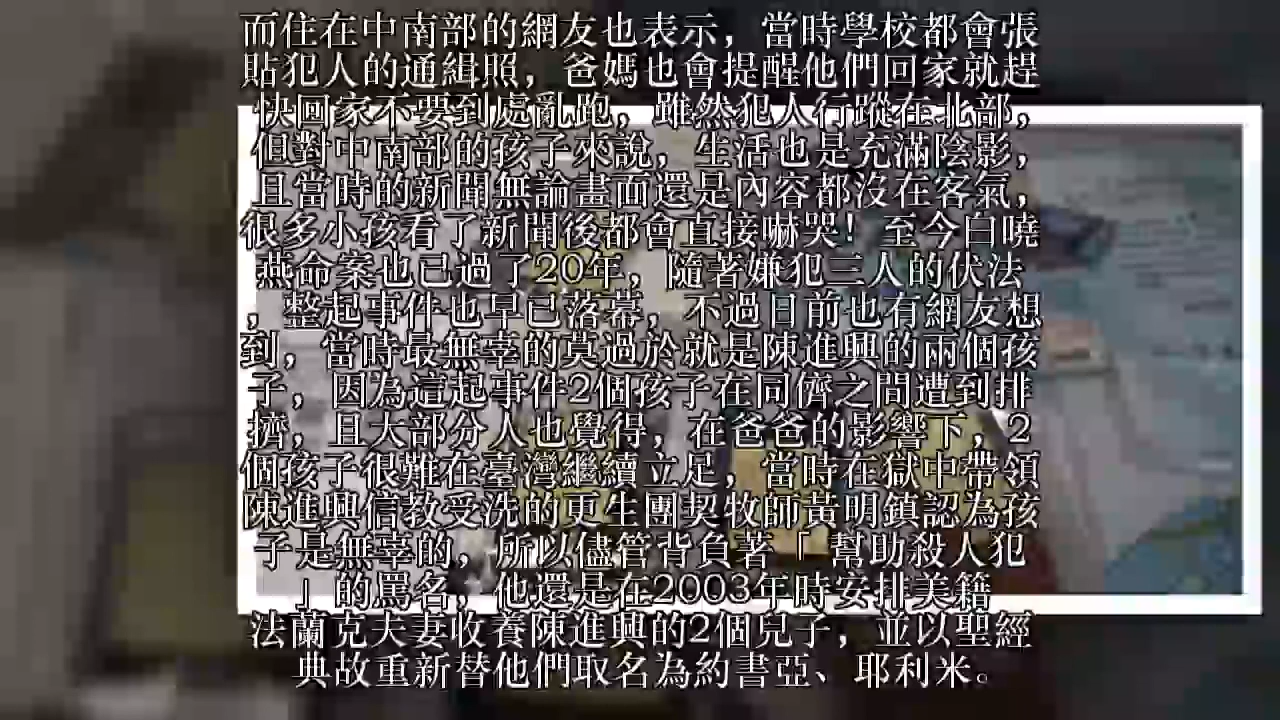 而住在中南部的網友也表示，當時學校都會張
貼犯人的通緝照，爸媽也會提醒他們回家就趕
快回家不要到處亂跑，雖然犯人行蹤在北部，
但對中南部的孩子來說，生活也是充滿陰影，
且當時的新聞無論畫面還是內容都沒在客氣，
很多小孩看了新聞後都會直接嚇哭！至今白曉
燕命案也已過了20年，隨著嫌犯三人的伏法
，整起事件也早已落幕，不過日前也有網友想
到，當時最無辜的莫過於就是陳進興的兩個孩
子，因為這起事件2個孩子在同儕之間遭到排
擠，且大部分人也覺得，在爸爸的影響下，2
個孩子很難在臺灣繼續立足，當時在獄中帶領
陳進興信教受洗的更生團契牧師黃明鎮認為孩
子是無辜的，所以儘管背負著「幫助殺人犯
」的罵名，他還是在2003年時安排美籍
法蘭克夫妻收養陳進興的2個兒子，並以聖經
典故重新替他們取名為約書亞、耶利米。